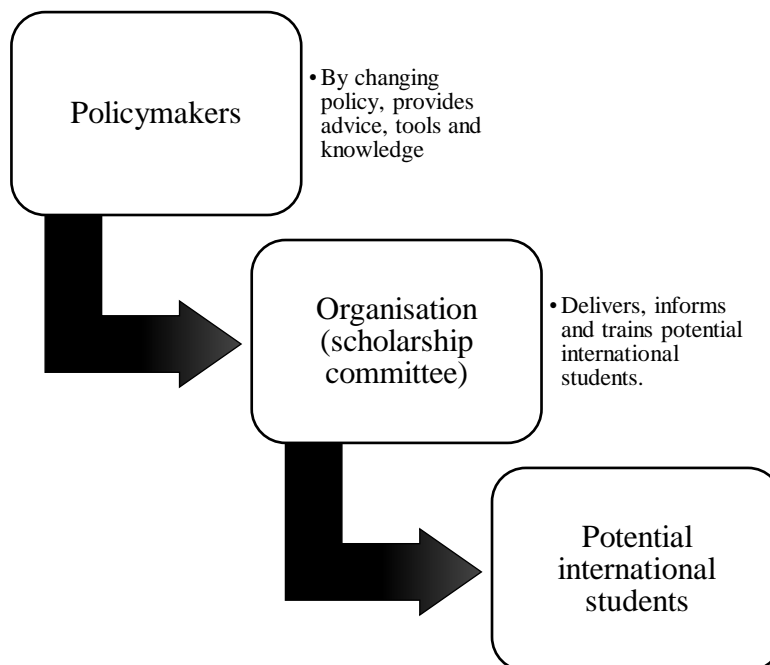 Policymakers
• By changing
policy, provides
advice, tools and
knowledge
Organisation
(scholarship
committee)
• Delivers, informs
and trains potential
international
students.
Potential
international
students